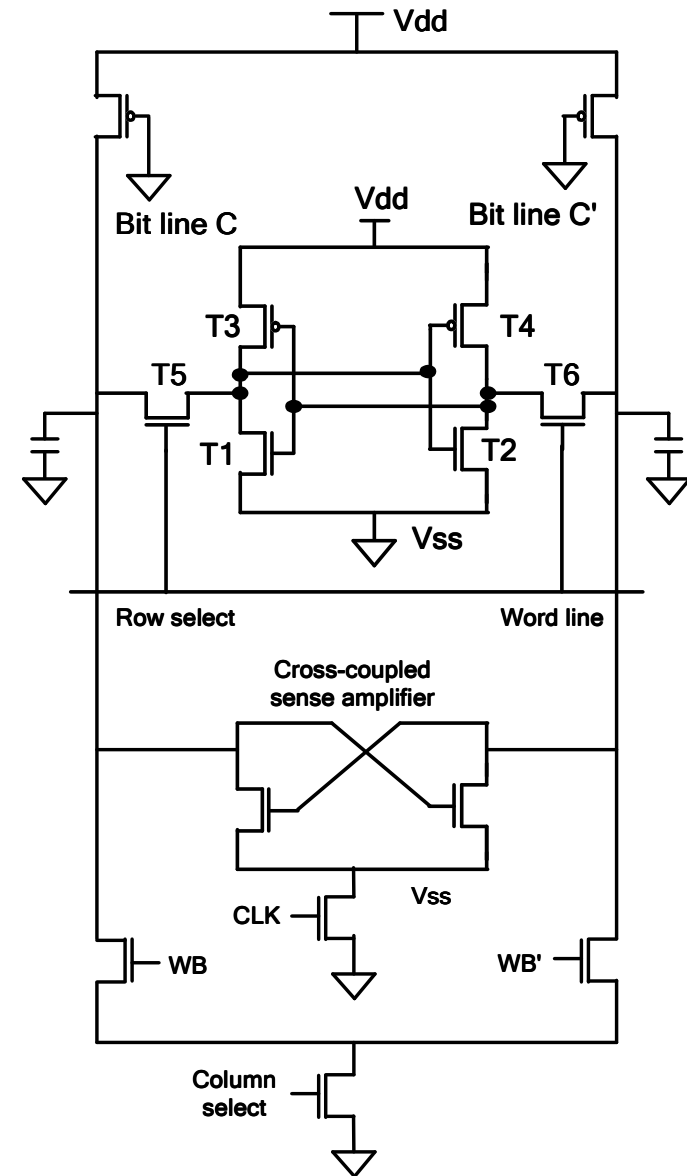 Vdd
Bit line C
Bit line C'
Vdd
T3
T4
T5
T6
T1
T2
Vss
Row select
Word line
Cross-coupled
sense amplifier
Vss
CLK
WB
WB'
Column
select